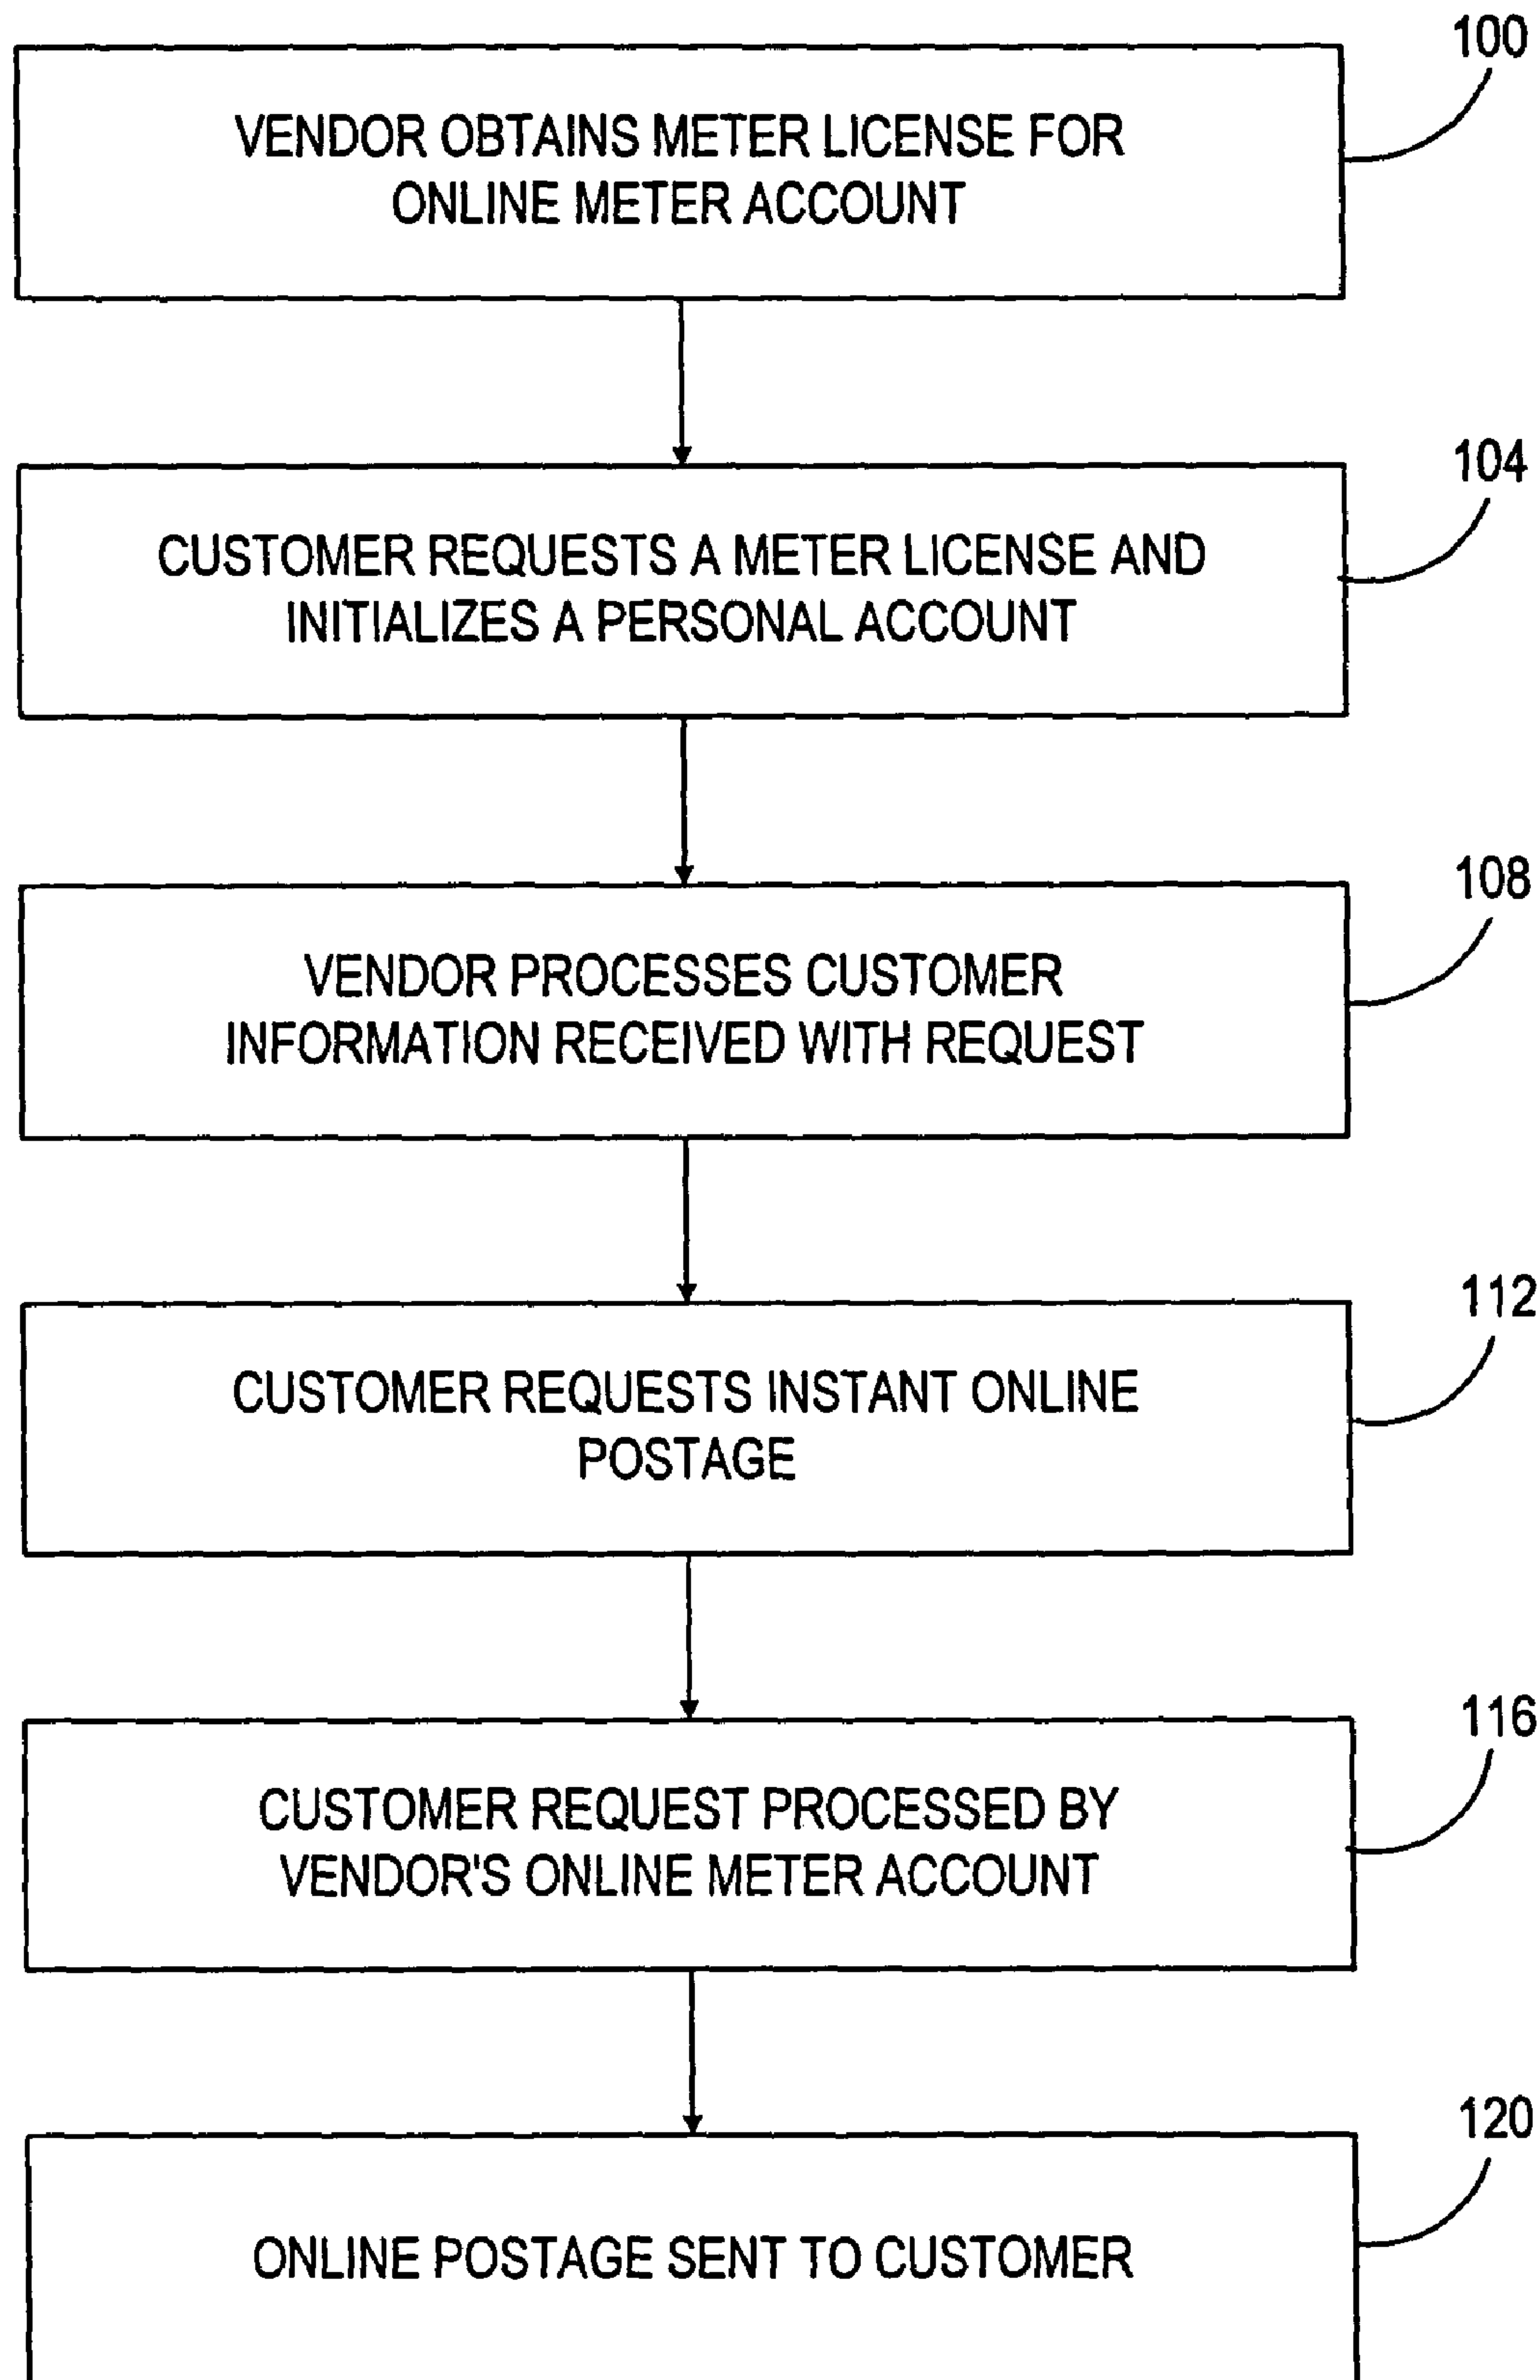 100
VENDOR OBTAINS METER LICENSE FOR
ONLINE METER ACCOUNT
104
CUSTOMER REQUESTS A METER LICENSE AND
INITIALIZES A PERSONAL ACCOUNT
108
VENDOR PROCESSES CUSTOMER
INFORMATION RECEIVED WITH REQUEST
112
CUSTOMER REQUESTS INSTANT ONLINE
POSTAGE
116
CUSTOMER REQUEST PROCESSED BY
VENDOR'S ONLINE METER ACCOUNT
120
ONLINE POSTAGE SENT TO CUSTOMER